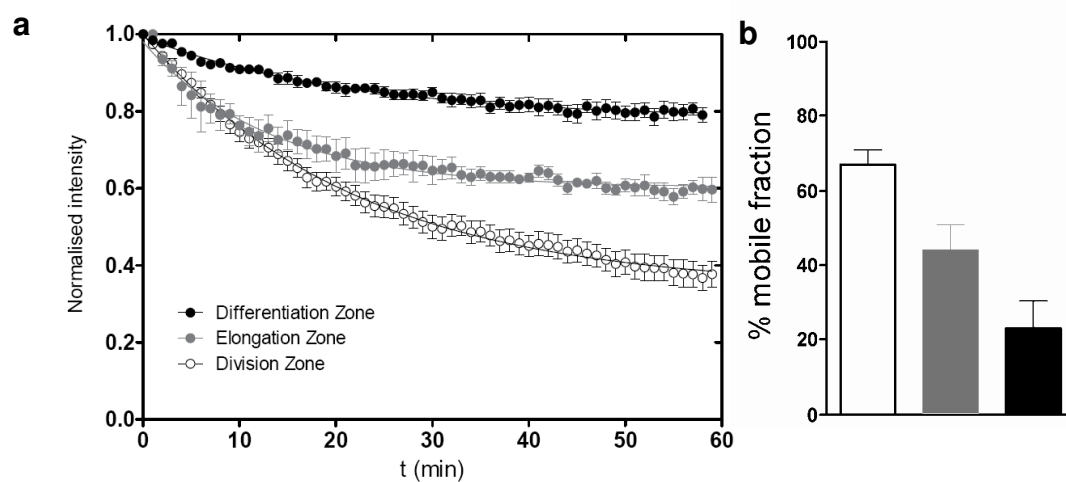 a
1.0
0.8
0.6
0.4
0.2
0.0
Normalised intensity
Differentiation Zone
Elongation Zone
Division Zone
0 10 20 30 40 50 60
t (min)
b
100
80
60
40
20
0
% mobile fraction